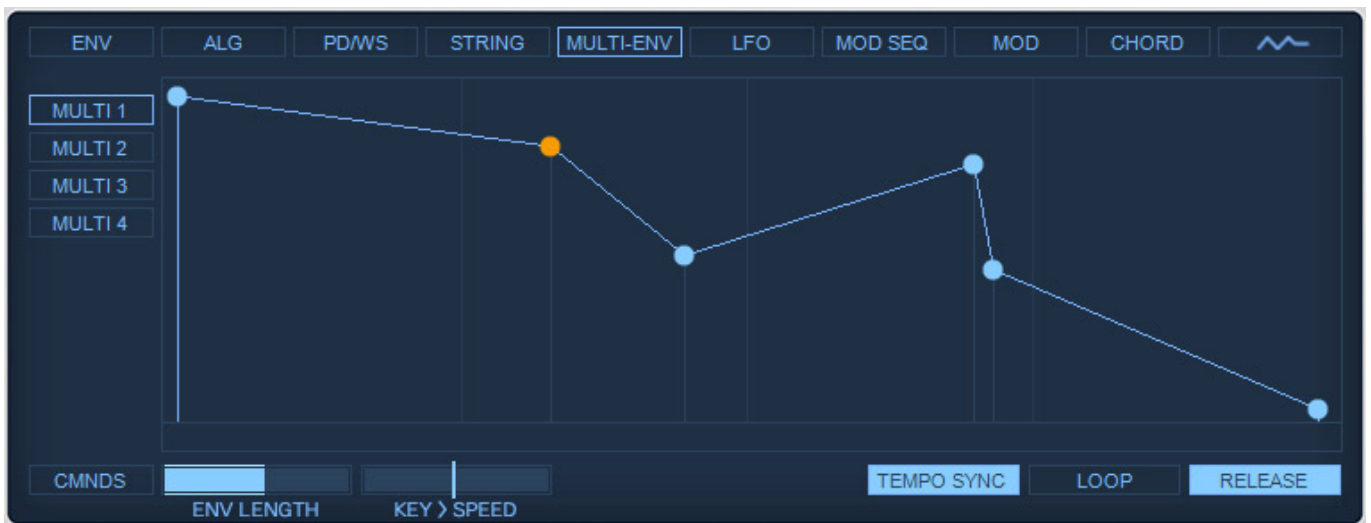 ENV ALG PD/WS STRING MULTI-ENV LFO MOD SEQ MOD CHORD
MULTI 1
MULTI 2
MULTI 3
MULTI 4
CMNDS TEMPO SYNC LOOP RELEASE
ENV LENGTH KEY > SPEED